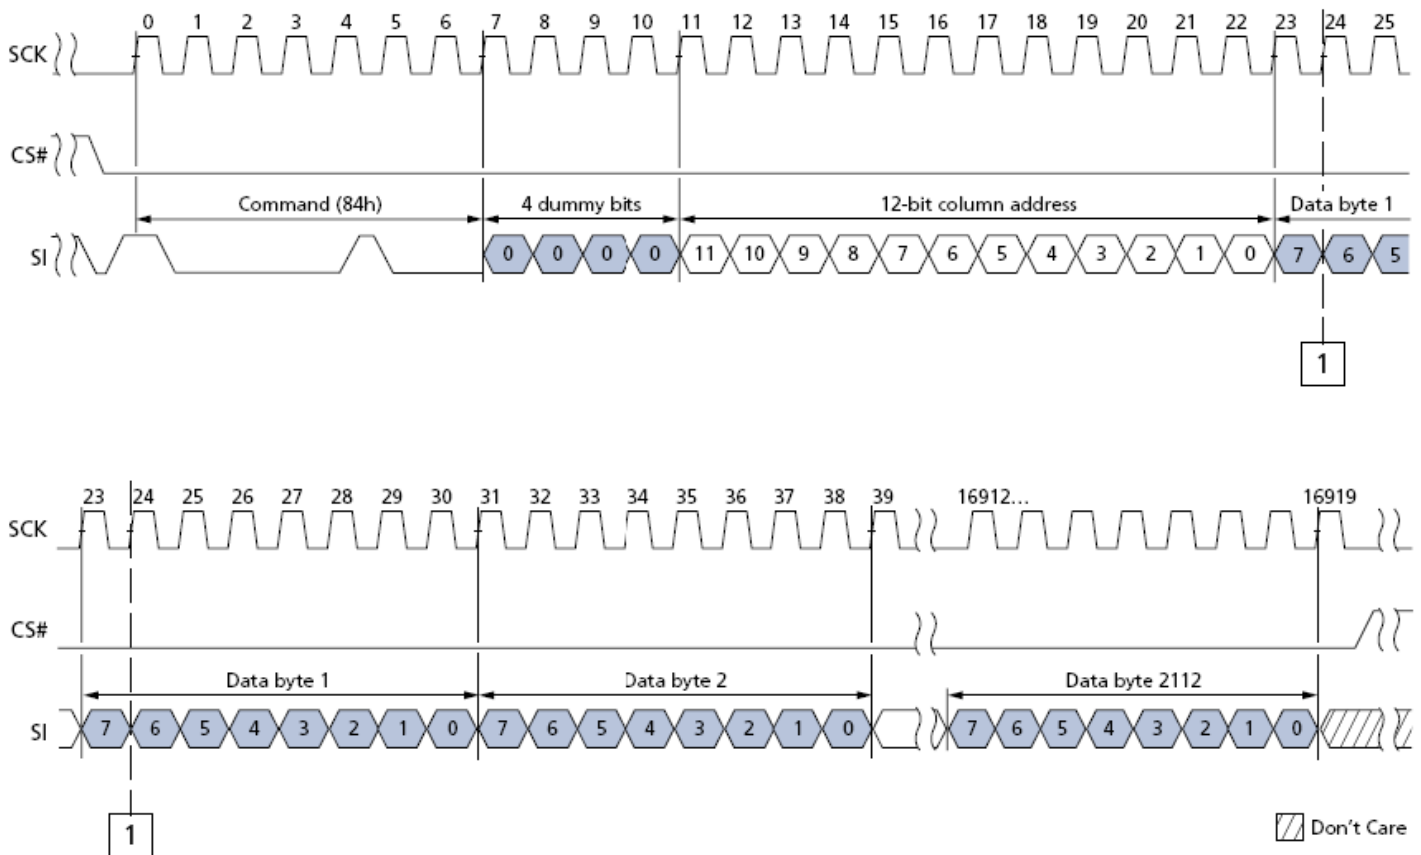 0 1 2 3 4 5 6 7 8 9 10 11 12 13 14 15 16 17 18 19 20 21 22 23 24 25
SCK
CS#
Command (84h) 4 dummy bits 12-bit column address Data byte 1
SI 0 0 0 0 11 10 9 8 7 6 5 4 3 2 1 0 7 6 5
1
23 24 25 26 27 28 29 30 31 32 33 34 35 36 37 38 39 16912... 16919
SCK
CS#
Data byte 1 Data byte 2 Data byte 2112
SI 7 6 5 4 3 2 1 0 7 6 5 4 3 2 1 0 7 6 5 4 3 2 1 0
1
Don't Care